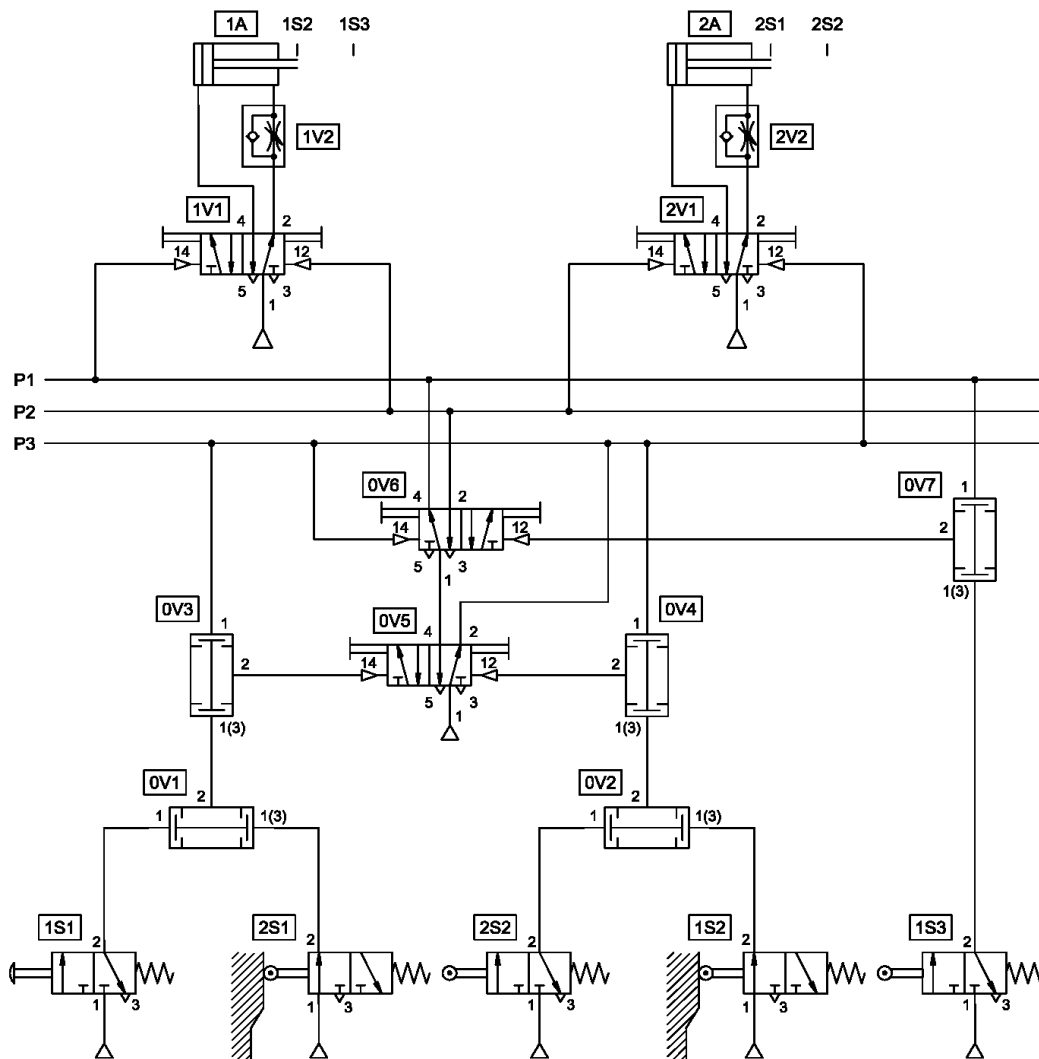 1A 1S2 1S3 2A 2S1 2S2
1V2 2V2
1V1 4 2 2V1 4 2
14 12 14 12
5 3 5 3
1 1
P1
P2
P3
0V6 4 2 0V7 1
14 12 2
5 3
1 1(3)
0V3 1 0V5 4 2 0V4 1
2 14 12 2
5 3
1(3) 1 1(3)
0V1 2 0V2 2
1 1(3) 1 1(3)
1S1 2 2S1 2 2S2 2 1S2 2 1S3 2
1 3 1 3 1 3 1 3 1 3